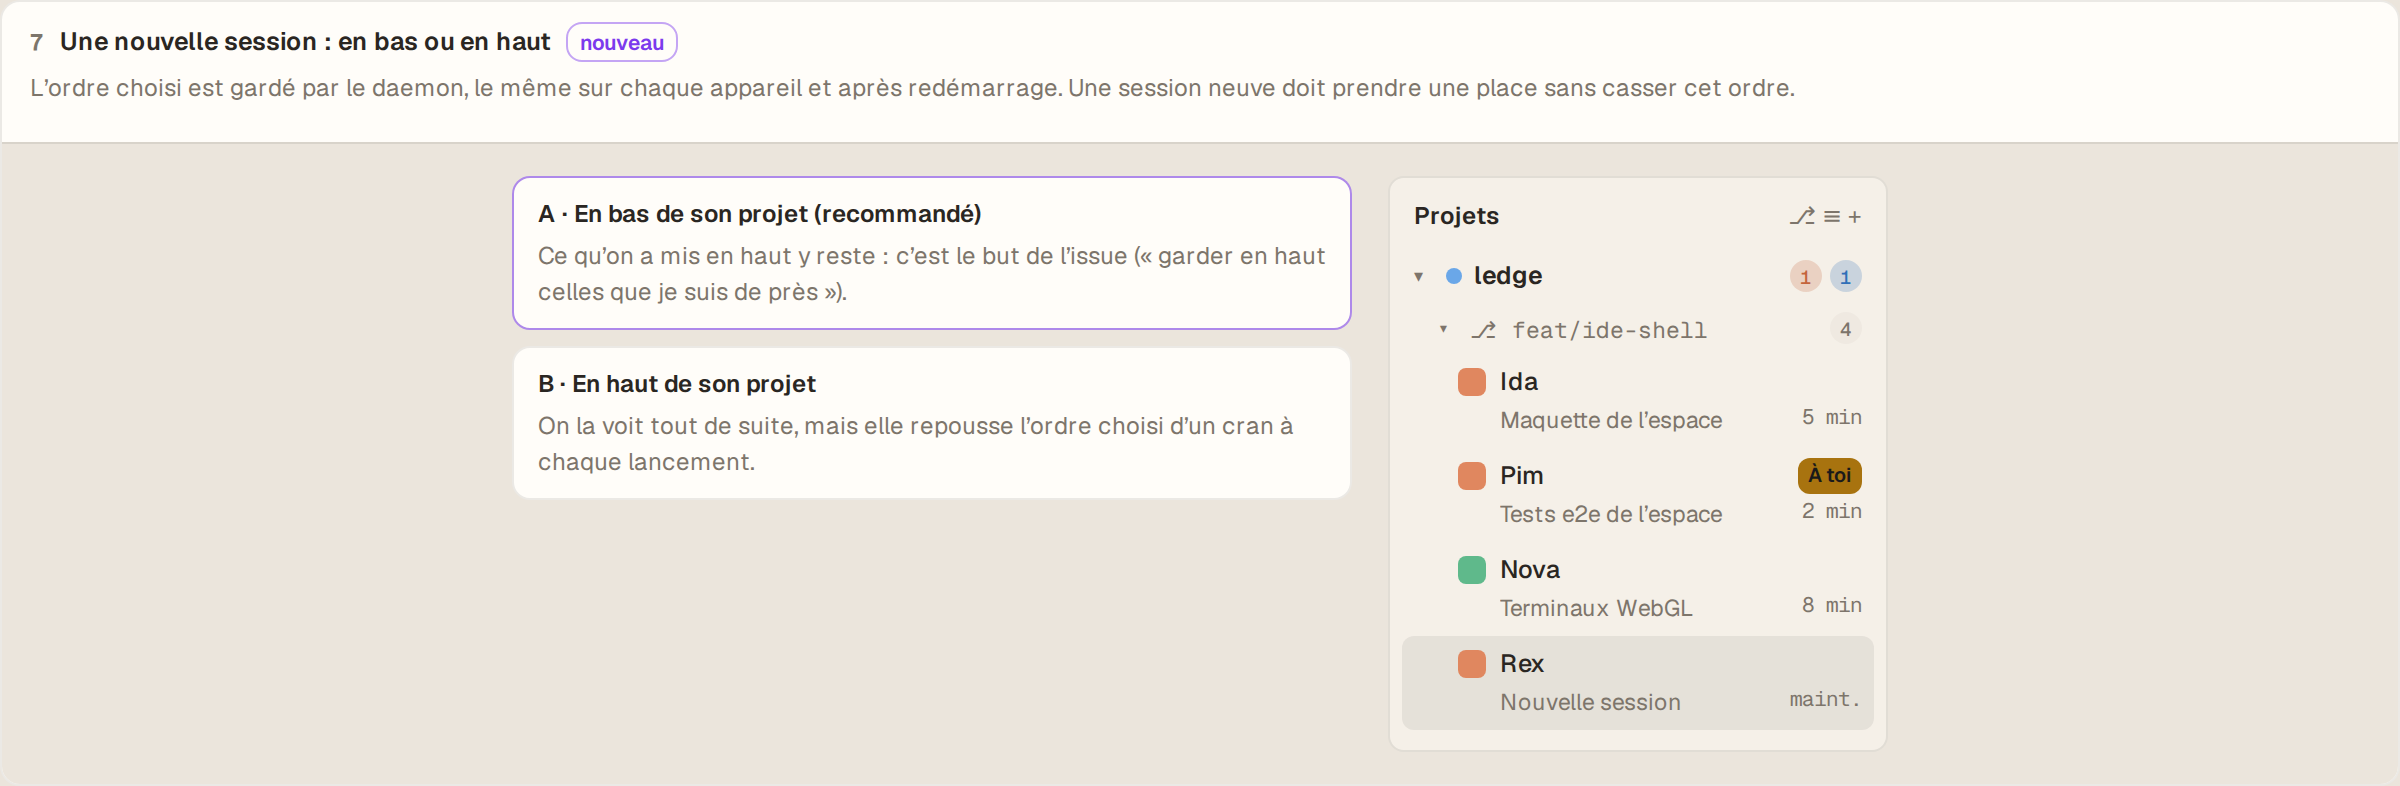 7 Une nouvelle session : en bas ou en haut nouveau
L’ordre choisi est gardé par le daemon, le même sur chaque appareil et après redémarrage. Une session neuve doit prendre une place sans casser cet ordre.
A · En bas de son projet (recommandé)
Ce qu’on a mis en haut y reste : c’est le but de l’issue (« garder en haut
celles que je suis de près »).
B · En haut de son projet
On la voit tout de suite, mais elle repousse l’ordre choisi d’un cran à
chaque lancement.
Projets ⎇ ≡ +
▾ ledge 1 1
▾ ⎇ feat/ide-shell 4
Ida
Maquette de l’espace 5 min
Pim À toi
Tests e2e de l’espace 2 min
Nova
Terminaux WebGL 8 min
Rex
Nouvelle session maint.